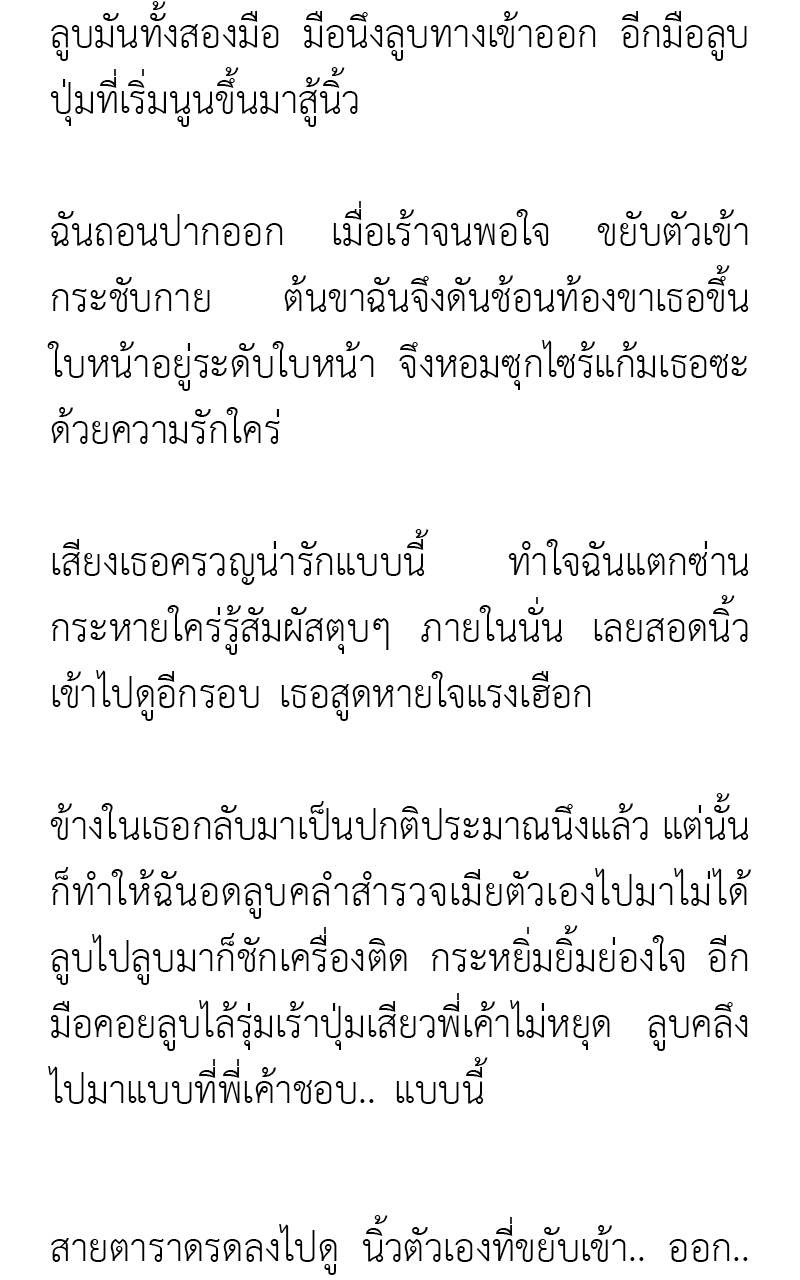 ลูบมันทั้งสองมือ มือนึงลูบทางเข้าออก อีกมือลูบ
ปุ่มที่เริ่มนูนขึ้นมาสู้นิ้ว
ฉันถอนปากออก เมื่อเร้าจนพอใจ ขยับตัวเข้า
กระชับกาย ต้นขาฉันจึงดันช้อนท้องขาเธอขึ้น
ใบหน้าอยู่ระดับใบหน้า จึงหอมซุกไซร้แก้มเธอซะ
ด้วยความรักใคร่
เสียงเธอครวญน่ารักแบบนี้ ทำใจฉันแตกซ่าน
กระหายใคร่รู้สัมผัสตุบๆ ภายในนั่น เลยสอดนิ้ว
เข้าไปดูอีกรอบ เธอสูดหายใจแรงเฮือก
ข้างในเธอกลับมาเป็นปกติประมาณนึงแล้ว แต่นั้น
ก็ทำให้ฉันอดลูบคลำสำรวจเมียตัวเองไปมาไม่ได้
ลูบไปลูบมาก็ชักเครื่องติด กระหยิ่มยิ้มย่องใจ อีก
มือคอยลูบไล้รุ่มเร้าปุ่มเสียวพี่เค้าไม่หยุด ลูบคลึง
ไปมาแบบที่พี่เค้าชอบ.. แบบนี้
สายตาราดรดลงไปดู นิ้วตัวเองที่ขยับเข้า.. ออก..